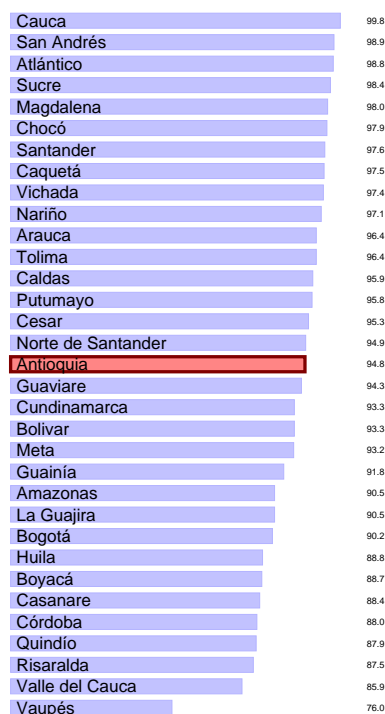 Cauca 99.8
San Andrés 98.9
Atlántico 98.8
Sucre 98.4
Magdalena 98.0
Chocó 97.9
Santander 97.6
Caquetá 97.5
Vichada 97.4
Nariño 97.1
Arauca 96.4
Tolima 96.4
Caldas 95.9
Putumayo 95.8
Cesar 95.3
Norte de Santander 94.9
Antioquia 94.8
Guaviare 94.3
Cundinamarca 93.3
Bolivar 93.3
Meta 93.2
Guainía 91.8
Amazonas 90.5
La Guajira 90.5
Bogotá 90.2
Huila 88.8
Boyacá 88.7
Casanare 88.4
Córdoba 88.0
Quindío 87.9
Risaralda 87.5
Valle del Cauca 85.9
Vaupés 76.0